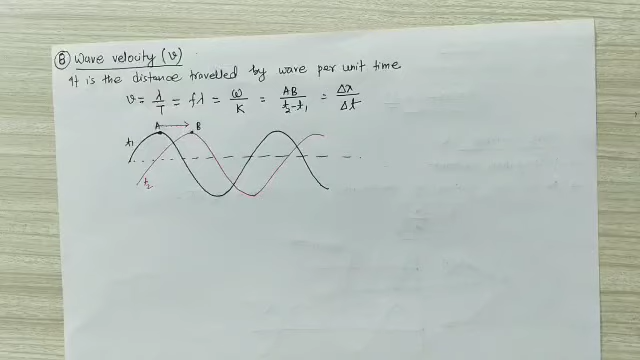 ⑧ Wave velocity (v)
It is the distance travelled by wave per unit time.
v = λ/T = fλ = ω/K = AB/(t₂-t₁) = Δx/Δt
A B
t₁
t₂